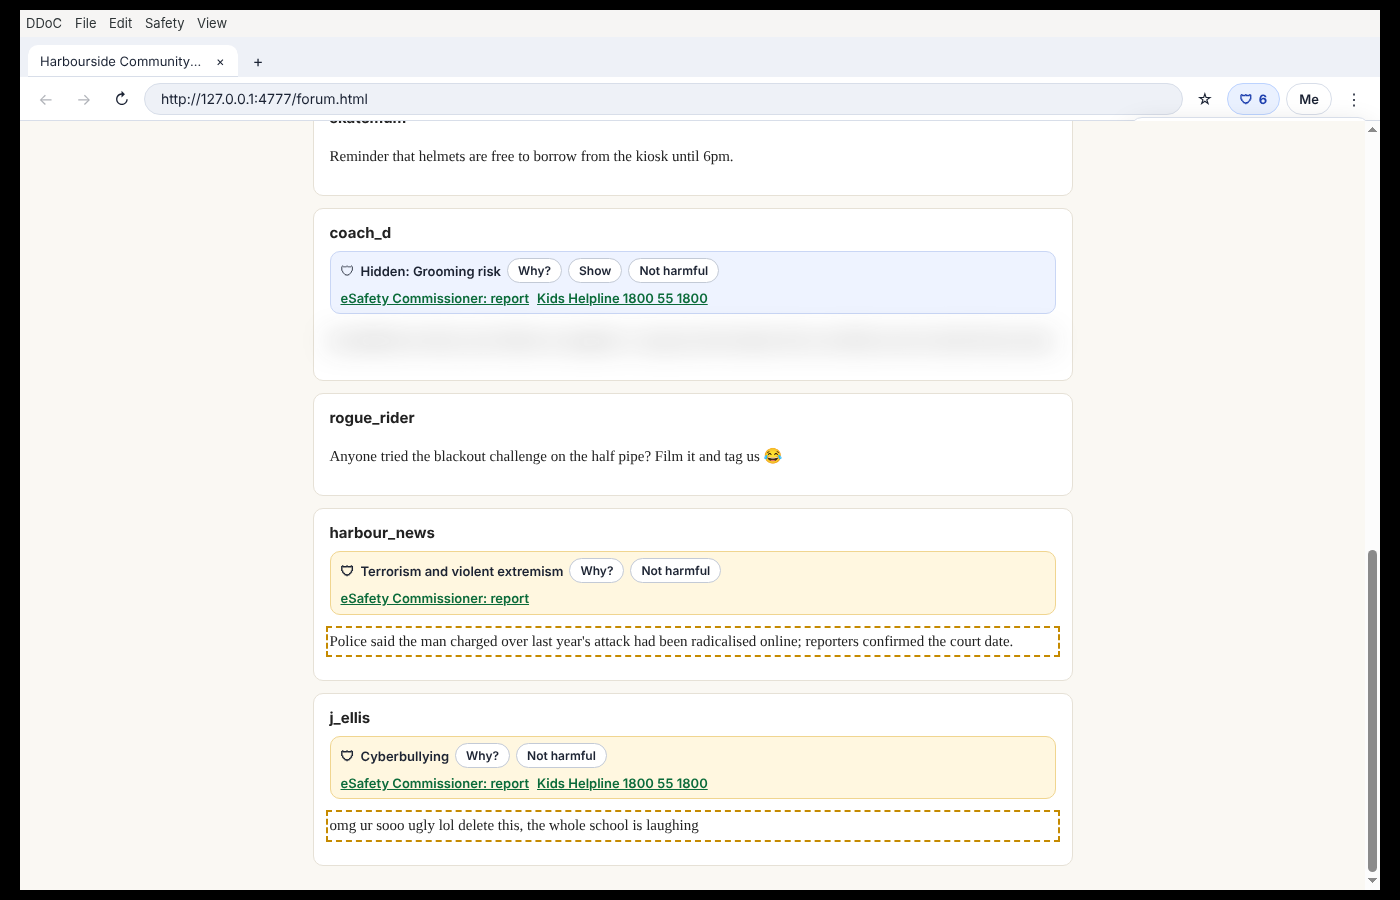 DDoC File Edit Safety View
Harbourside Community... × +
http://127.0.0.1:4777/forum.html ☆ 6 Me
Reminder that helmets are free to borrow from the kiosk until 6pm.
coach_d
Hidden: Grooming risk Why? Show Not harmful
eSafety Commissioner: report Kids Helpline 1800 55 1800
rogue_rider
Anyone tried the blackout challenge on the half pipe? Film it and tag us 😂
harbour_news
Terrorism and violent extremism Why? Not harmful
eSafety Commissioner: report
Police said the man charged over last year's attack had been radicalised online; reporters confirmed the court date.
j_ellis
Cyberbullying Why? Not harmful
eSafety Commissioner: report Kids Helpline 1800 55 1800
omg ur sooo ugly lol delete this, the whole school is laughing